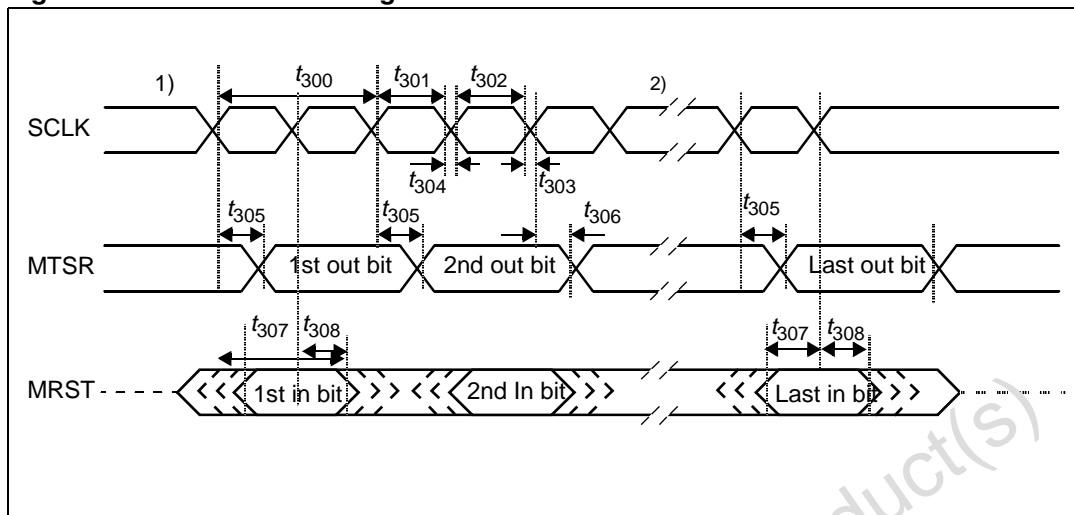 1)
t300
t301
t302
2)
SCLK
t304
t303
t305
t305
t306
t305
MTSR
1st out bit
2nd out bit
Last out bit
t307
t308
t307
t308
MRST
1st in bit
2nd In bit
Last in bit